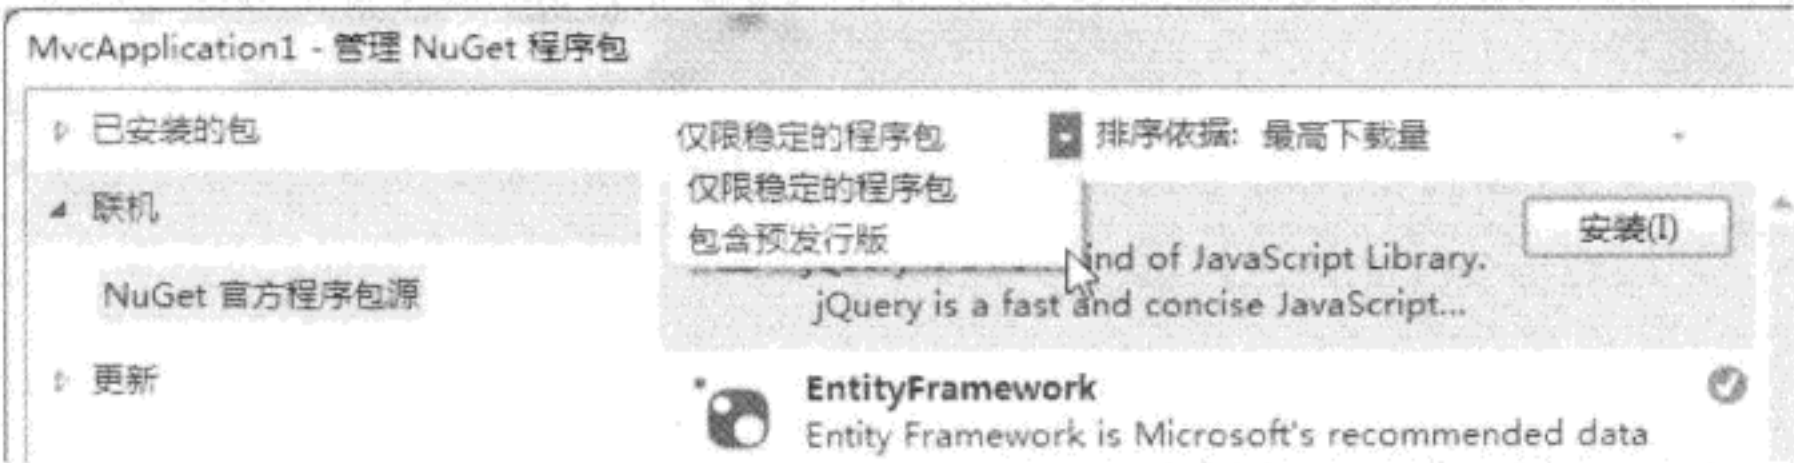 MvcApplication1 - 管理 NuGet 程序包
已安装的包
联机
NuGet 官方程序包源
更新
仅限稳定的程序包
排序依据: 最高下载量
仅限稳定的程序包
包含预发行版
安装(I)
ind of JavaScript Library.
jQuery is a fast and concise JavaScript...
EntityFramework
Entity Framework is Microsoft's recommended data